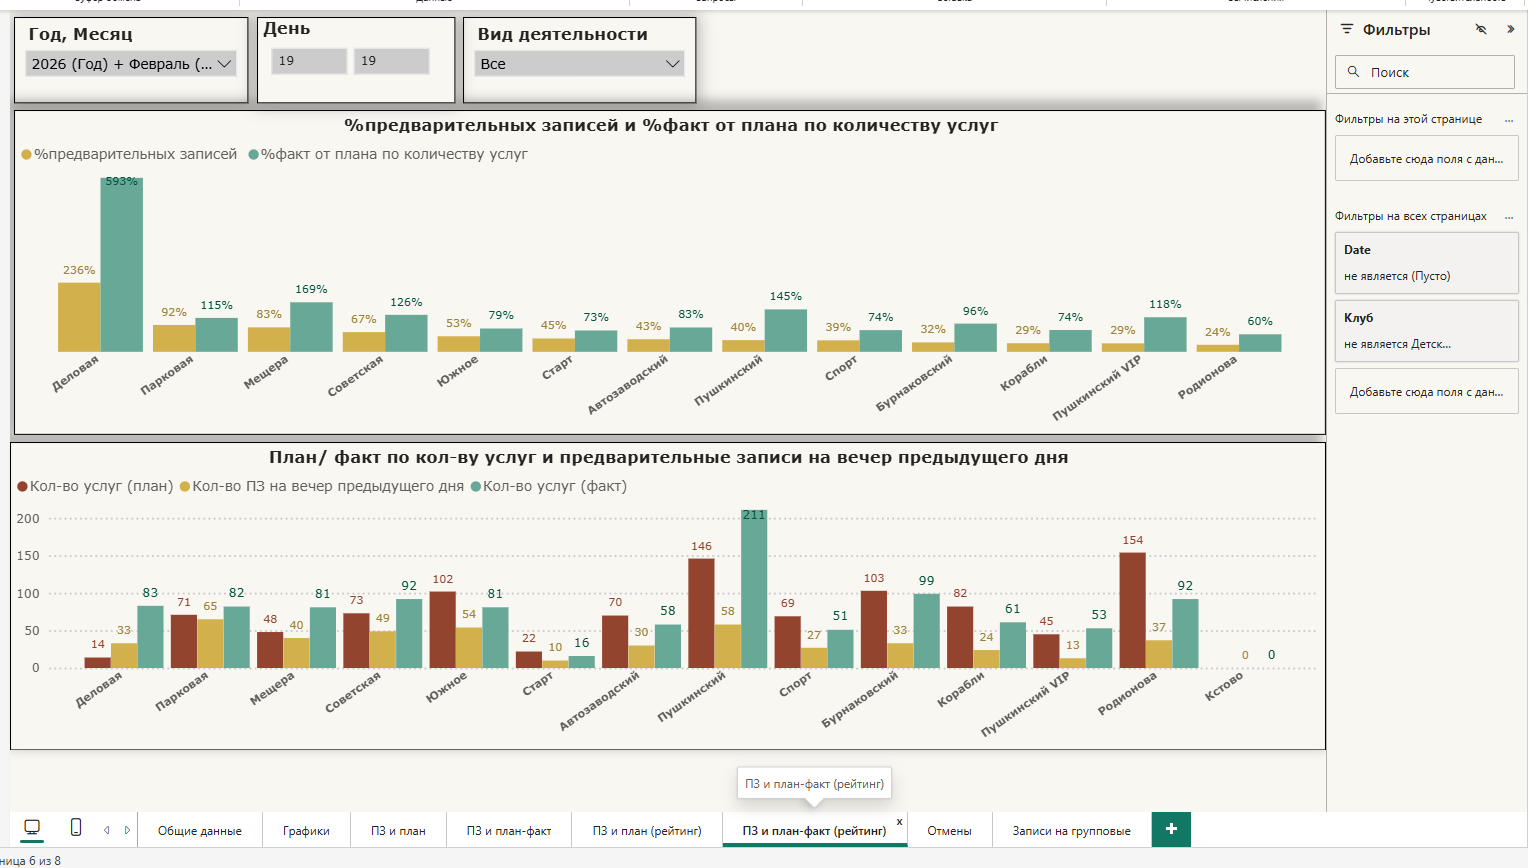 Год, Месяц
2026 (Год) + Февраль (...
День
19
19
Вид деятельности
Все
%предварительных записей и %факт от плана по количеству услуг
%предварительных записей %факт от плана по количеству услуг
593%
236%
92% 115%
83% 169%
67% 126%
53% 79%
45% 73%
43% 83%
40% 145%
39% 74%
32% 96%
29% 74%
29% 118%
24% 60%
Деловая
Парковая
Мещера
Советская
Южное
Старт
Автозаводский
Пушкинский
Спорт
Бурнаковский
Корабли
Пушкинский VIP
Родионова
План/ факт по кол-ву услуг и предварительные записи на вечер предыдущего дня
Кол-во услуг (план) Кол-во ПЗ на вечер предыдущего дня Кол-во услуг (факт)
200
150
100
50
0
14 33 83
71 65 82
48 40 81
73 49 92
102 54 81
22 10 16
70 30 58
146 58 211
69 27 51
103 33 99
82 24 61
45 13 53
154 37 92
0 0
Деловая
Парковая
Мещера
Советская
Южное
Старт
Автозаводский
Пушкинский
Спорт
Бурнаковский
Корабли
Пушкинский VIP
Родионова
Кстово
Фильтры
Поиск
Фильтры на этой странице ...
Добавьте сюда поля с дан...
Фильтры на всех страницах ...
Date
не является (Пусто)
Клуб
не является Детск...
Добавьте сюда поля с дан...
ПЗ и план-факт (рейтинг)
Общие данные
Графики
ПЗ и план
ПЗ и план-факт
ПЗ и план (рейтинг)
ПЗ и план-факт (рейтинг) x
Отмены
Записи на групповые
+
ница 6 из 8